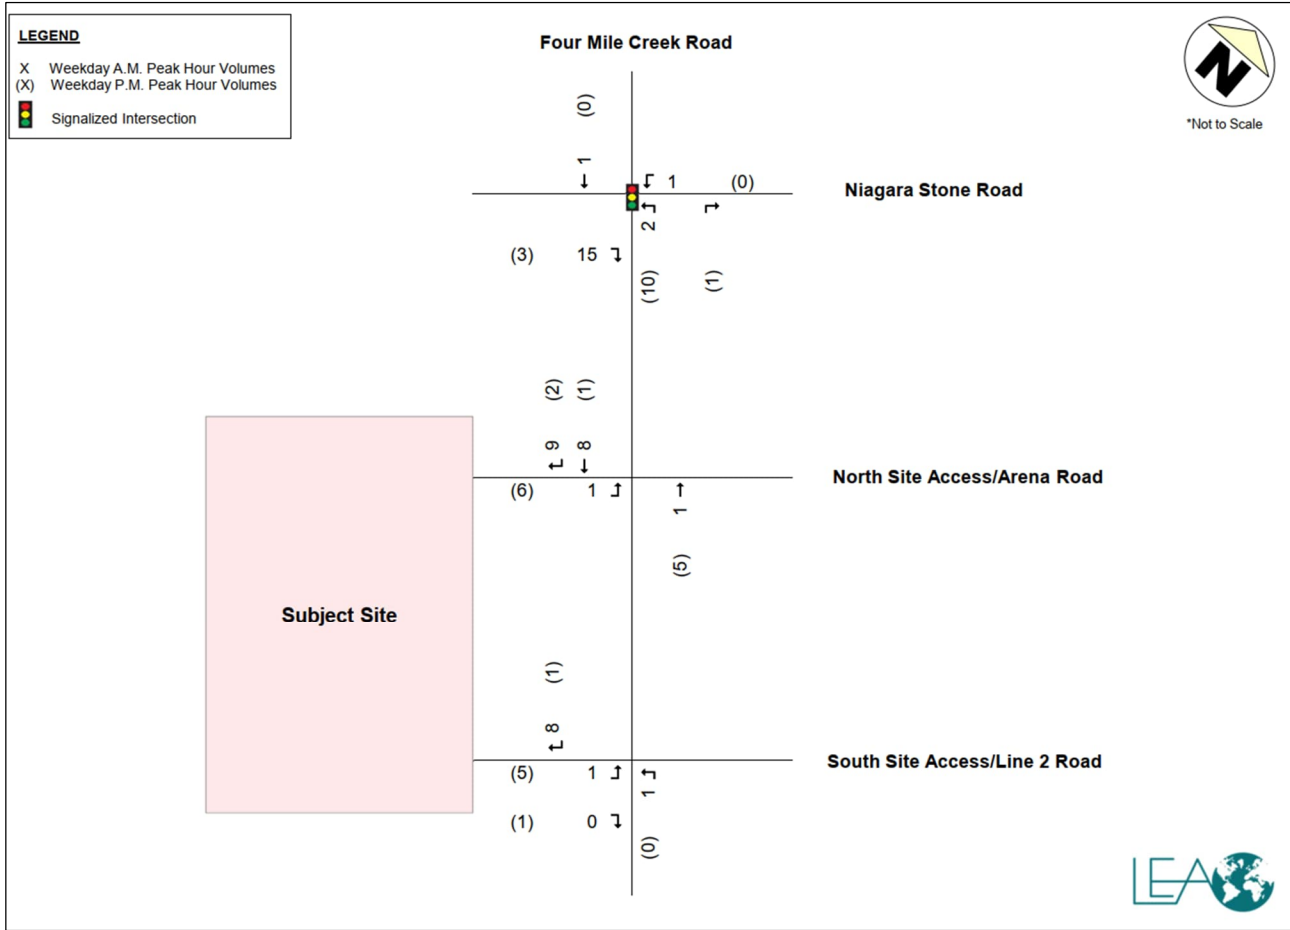 LEGEND
X Weekday A.M. Peak Hour Volumes
(X) Weekday P.M. Peak Hour Volumes
Signalized Intersection
Four Mile Creek Road
N
*Not to Scale
(0)
1
1 (0)
Niagara Stone Road
2
(3) 15
(10)
(1)
(2) (1)
9 8
(6) 1
North Site Access/Arena Road
1
(5)
Subject Site
(1)
8
South Site Access/Line 2 Road
(5) 1
1
(1) 0
(0)
LEA